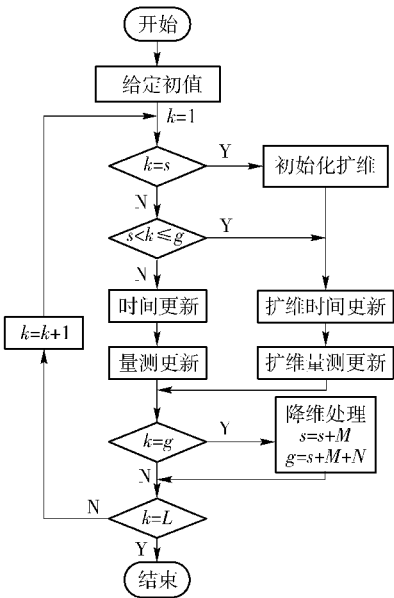 开始
给定初值
k=1
k=s
Y
初始化扩维
N
s<k≤g
Y
N
时间更新
扩维时间更新
k=k+1
量测更新
扩维量测更新
k=g
Y
降维处理
s=s+M
g=s+M+N
N
N
k=L
Y
结束